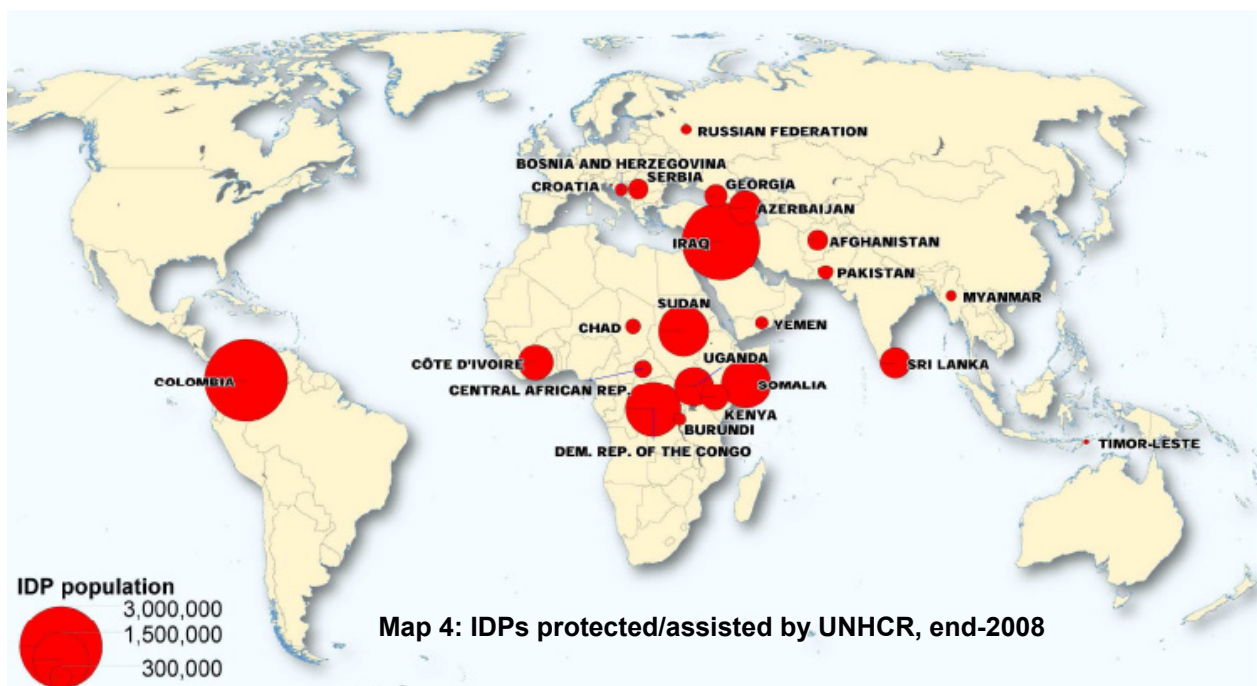 RUSSIAN FEDERATION
BOSNIA AND HERZEGOVINA
SERBIA
CROATIA
GEORGIA
AZERBAIJAN
IRAQ
AFGHANISTAN
PAKISTAN
MYANMAR
SUDAN
CHAD
YEMEN
UGANDA
CÔTE D'IVOIRE
SRI LANKA
COLOMBIA
CENTRAL AFRICAN REP.
SOMALIA
KENYA
BURUNDI
TIMOR-LESTE
DEM. REP. OF THE CONGO
IDP population
3,000,000
1,500,000
300,000
Map 4: IDPs protected/assisted by UNHCR, end-2008